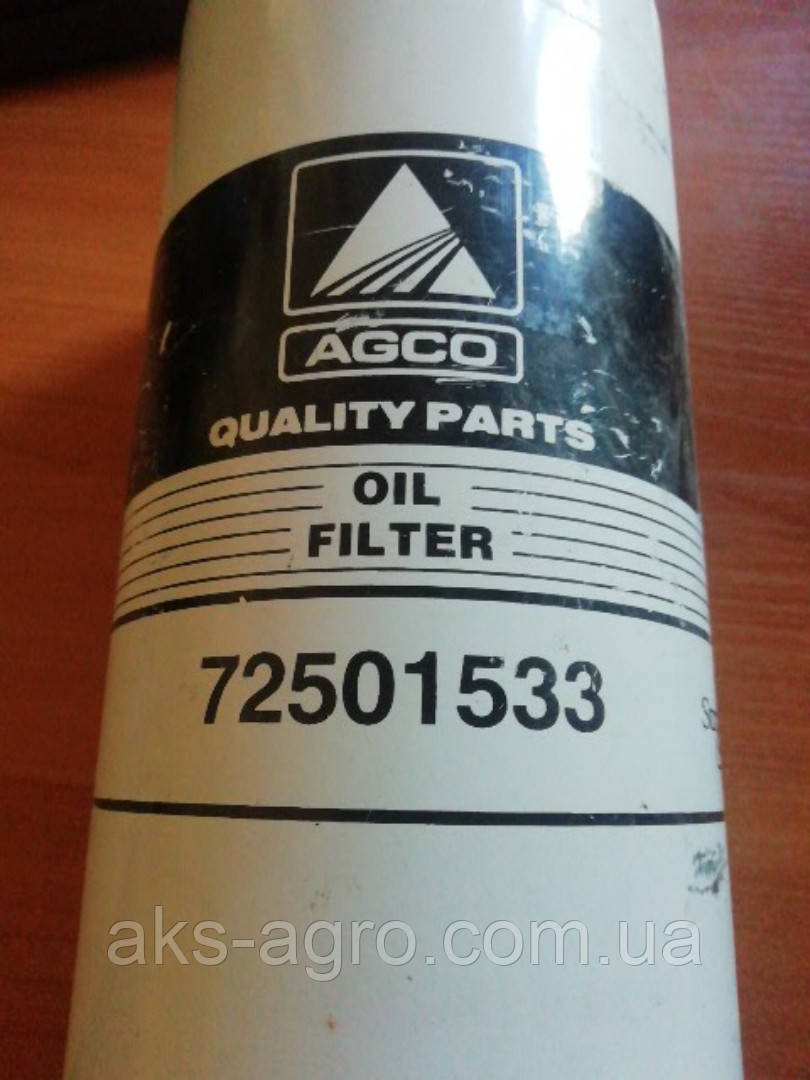 AGCO
QUALITY PARTS
OIL
FILTER
72501533
aks-agro.com.ua